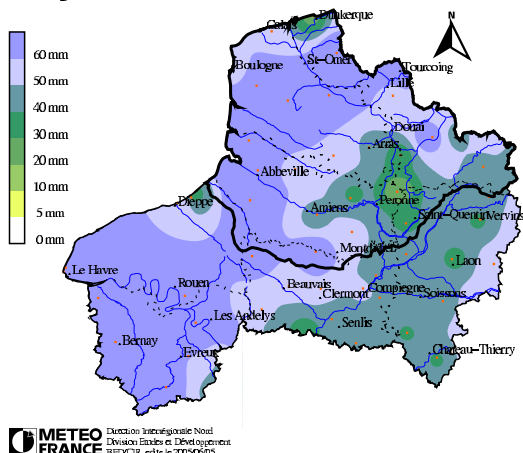 N
Dunkerque
Calais
60 mm
50 mm
40 mm
30 mm
20 mm
10 mm
5 mm
0 mm
St-Omer
Tourcoing
Boulogne
Lille
Douai
Arras
Abbeville
Dieppe
Amiens
Peronne
Saint-Quentin
Vervins
Montdidier
Laon
Le Havre
Rouen
Beauvais
Clermont
Compiegne
Soissons
Les Andelys
Senlis
Bernay
Evreux
Chateau-Thierry
METEO
FRANCE
Direction Interrégionale Nord
Division Etudes et Développement